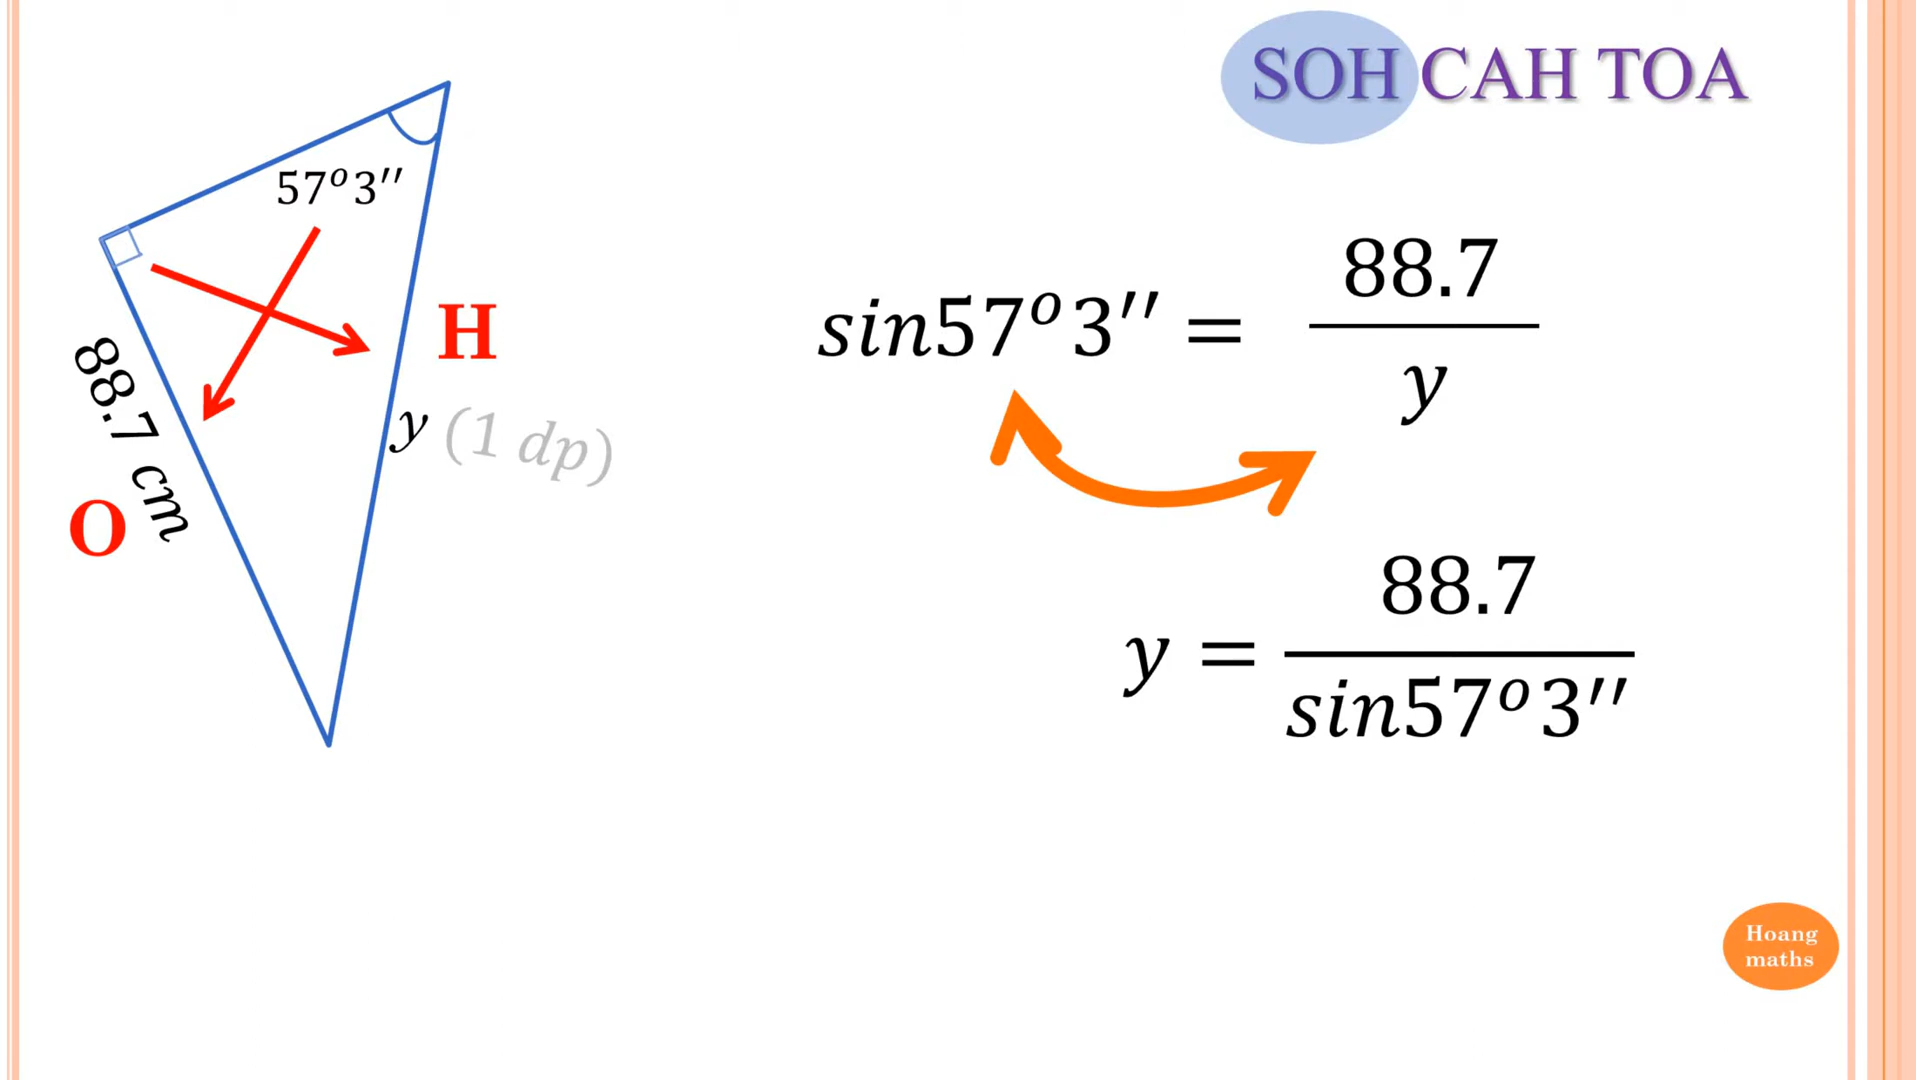 SOH CAH TOA
57°3′′
88.7 cm
O
H
y (1 dp)
sin57°3′′ = 88.7 / y
y = 88.7 / sin57°3′′
Hoang
maths